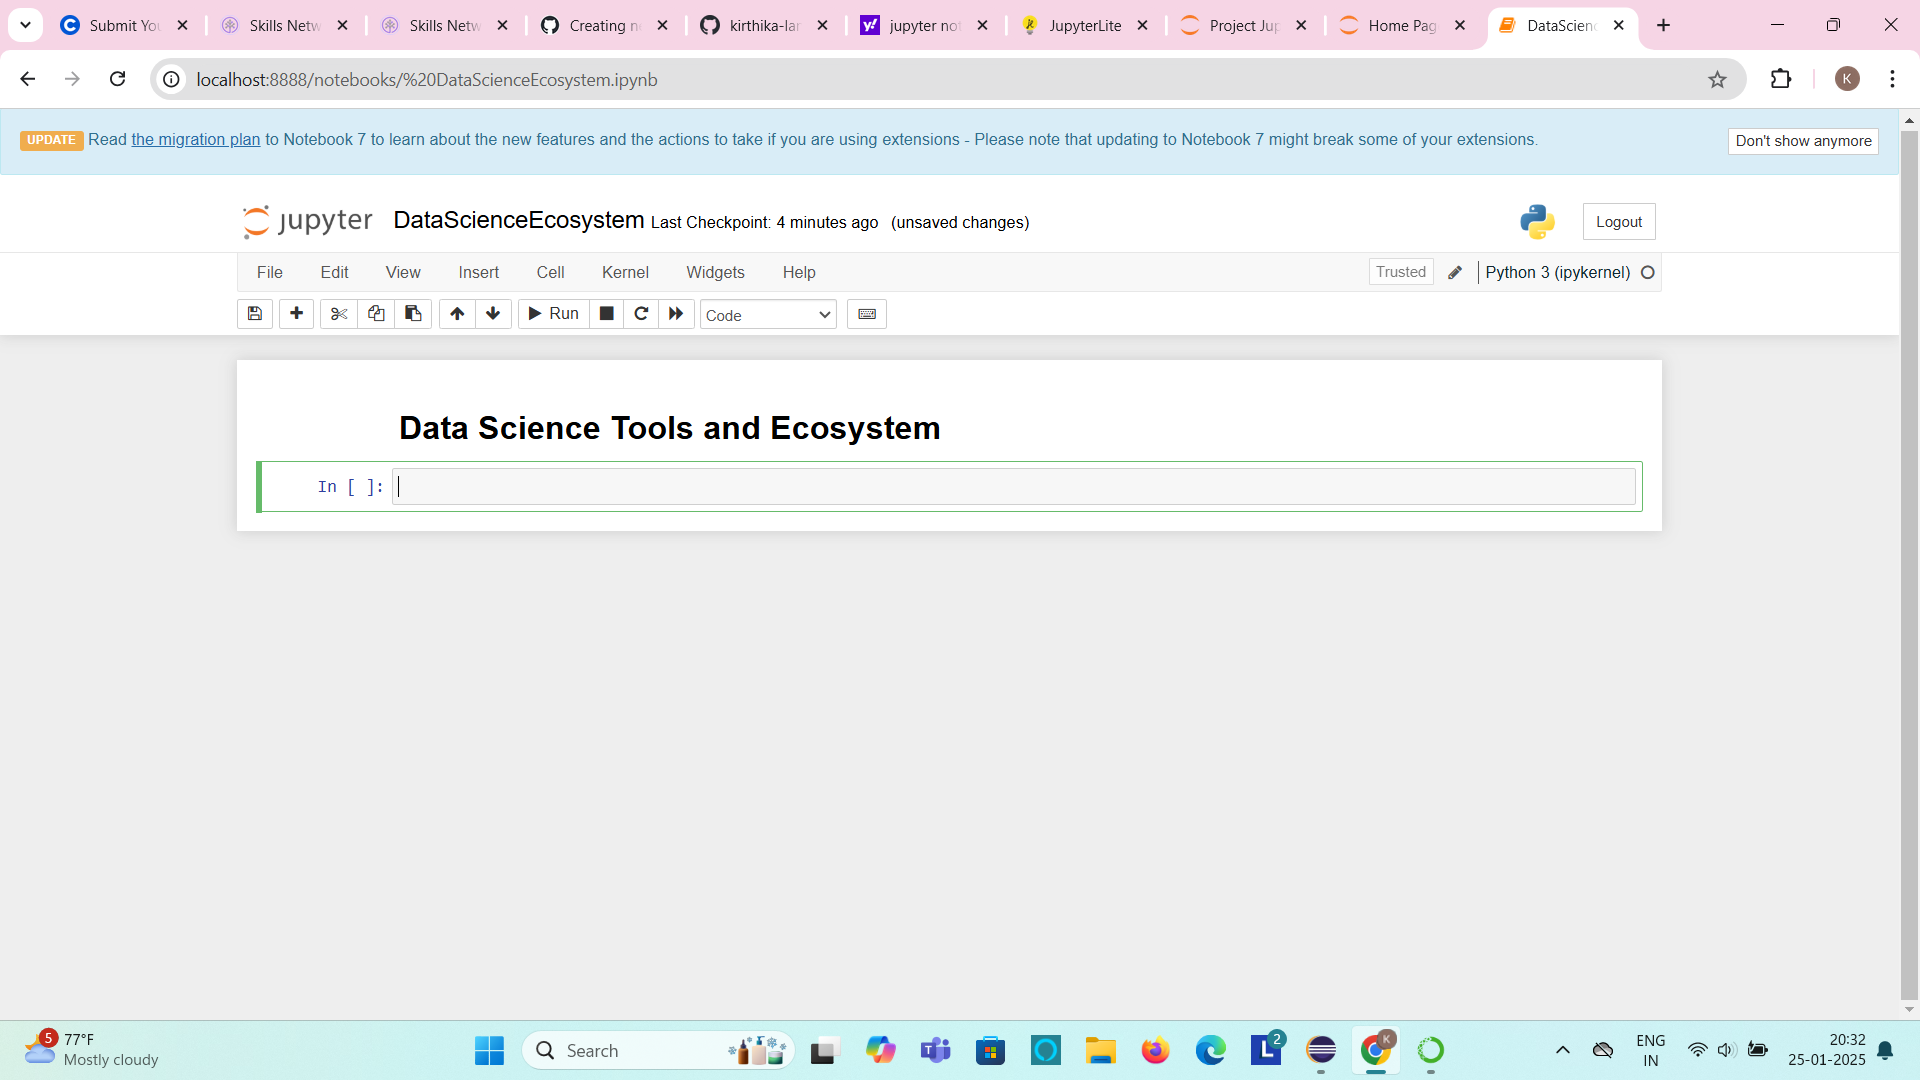 Submit Yo
Skills Netw
Skills Netw
Creating n
kirthika-lar
jupyter not
JupyterLite
Project Jup
Home Pag
DataScienc
localhost:8888/notebooks/%20DataScienceEcosystem.ipynb
K
UPDATE Read the migration plan to Notebook 7 to learn about the new features and the actions to take if you are using extensions - Please note that updating to Notebook 7 might break some of your extensions.
Don't show anymore
jupyter DataScienceEcosystem Last Checkpoint: 4 minutes ago (unsaved changes)
Logout
File Edit View Insert Cell Kernel Widgets Help
Trusted
Python 3 (ipykernel)
Run
Code
Data Science Tools and Ecosystem
In [ ]:
5
77°F
Mostly cloudy
Search
L
2
K
ENG
IN
20:32
25-01-2025